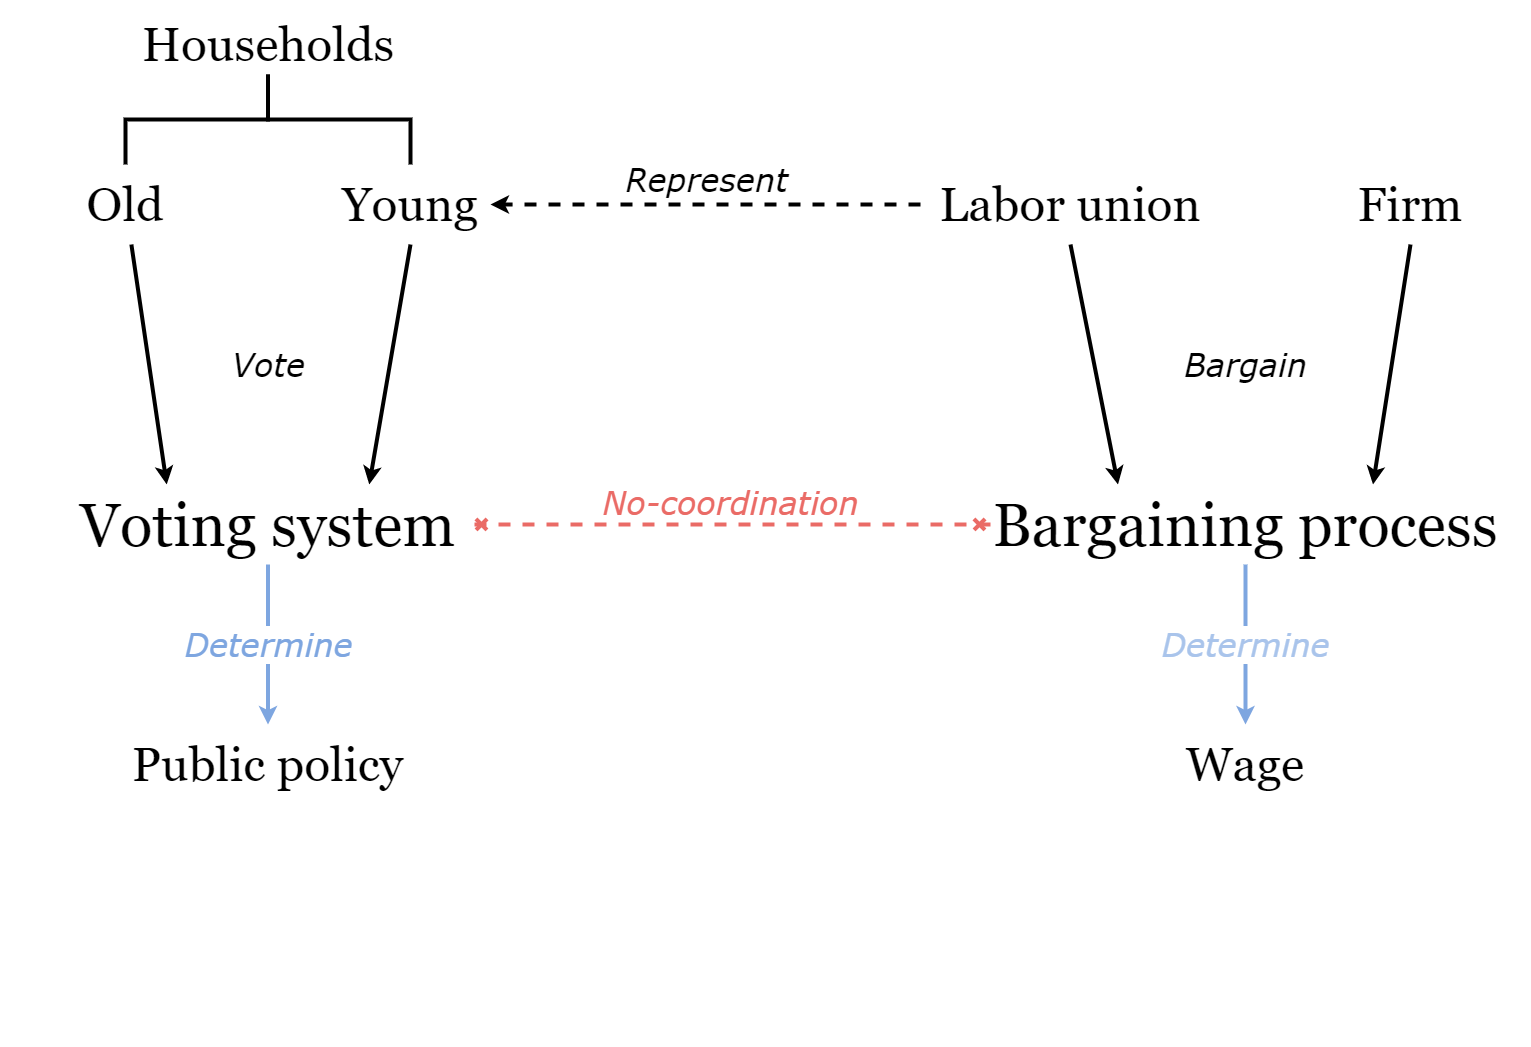 Households
Old
Young
Represent
Labor union
Firm
Vote
Bargain
Voting system
No-coordination
Bargaining process
Determine
Determine
Public policy
Wage